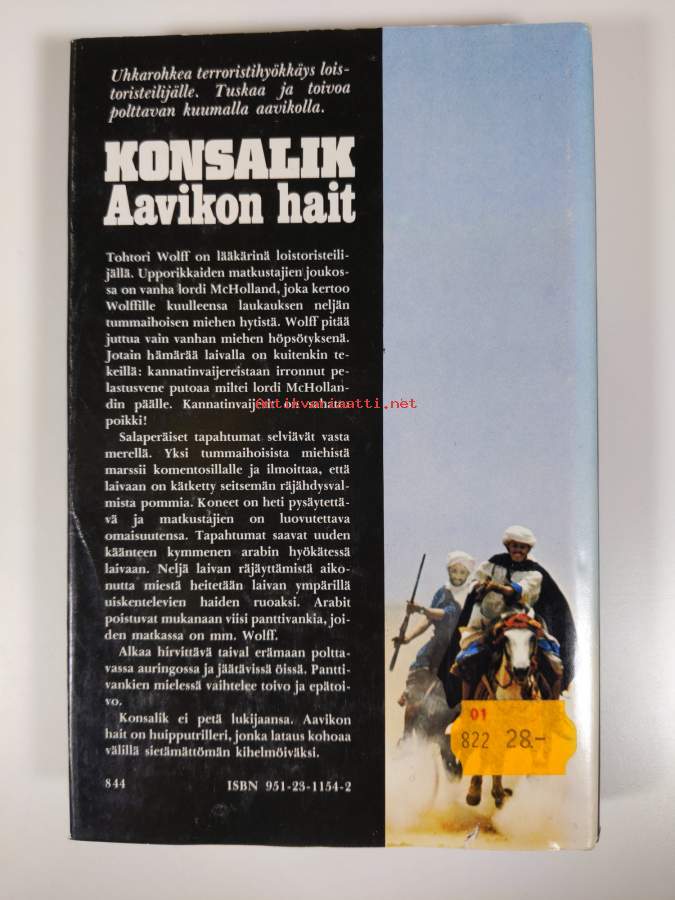 Uhkarohkea terroristihyökkäys lois-
toristeilijälle. Tuskaa ja toivoa
polttavan kuumalla aavikolla.
KONSALIK
Aavikon hait
Tohtori Wolff on lääkärinä loistoristeili-
jällä. Upporikkaiden matkustajien joukos-
sa on vanha lordi McHolland, joka kertoo
Wolffille kuulleensa laukauksen neljän
tummaihoisen miehen hytistä. Wolff pitää
juttua vain vanhan miehen höpsötyksenä.
Jotain hämärää laivalla on kuitenkin te-
keillä: kannatinvaijereistaan irronnut pe-
lastusvene putoaa miltei lordi McHollan-
din päälle. Kannatinvaijerit on sahattu
poikki!
antikvariaatti.net
Salaperäiset tapahtumat selviävät vasta
merellä. Yksi tummaihoisista miehistä
marssii komentosillalle ja ilmoittaa, että
laivaan on kätketty seitsemän räjähdysval-
mista pommia. Koneet on heti pysäytettä-
vä ja matkustajien on luovutettava
omaisuutensa. Tapahtumat saavat uuden
käänteen kymmenen arabin hyökätessä
laivaan. Neljä laivan räjäyttämistä aiko-
nutta miestä heitetään laivan ympärillä
uiskentelevien haiden ruoaksi. Arabit
poistuvat mukanaan viisi panttivankia, joi-
den matkassa on mm. Wolff.
Alkaa hirvittävä taival erämaan poltta-
vassa auringossa ja jäätävissä öissä. Pantti-
vankien mielessä vaihtelee toivo ja epätoi-
vo.
Konsalik ei petä lukijaansa. Aavikon
hait on huipputrilleri, jonka lataus kohoaa
välillä sietämättömän kihelmöiväksi.
844 ISBN 951-23-1154-2
01
822 28.-